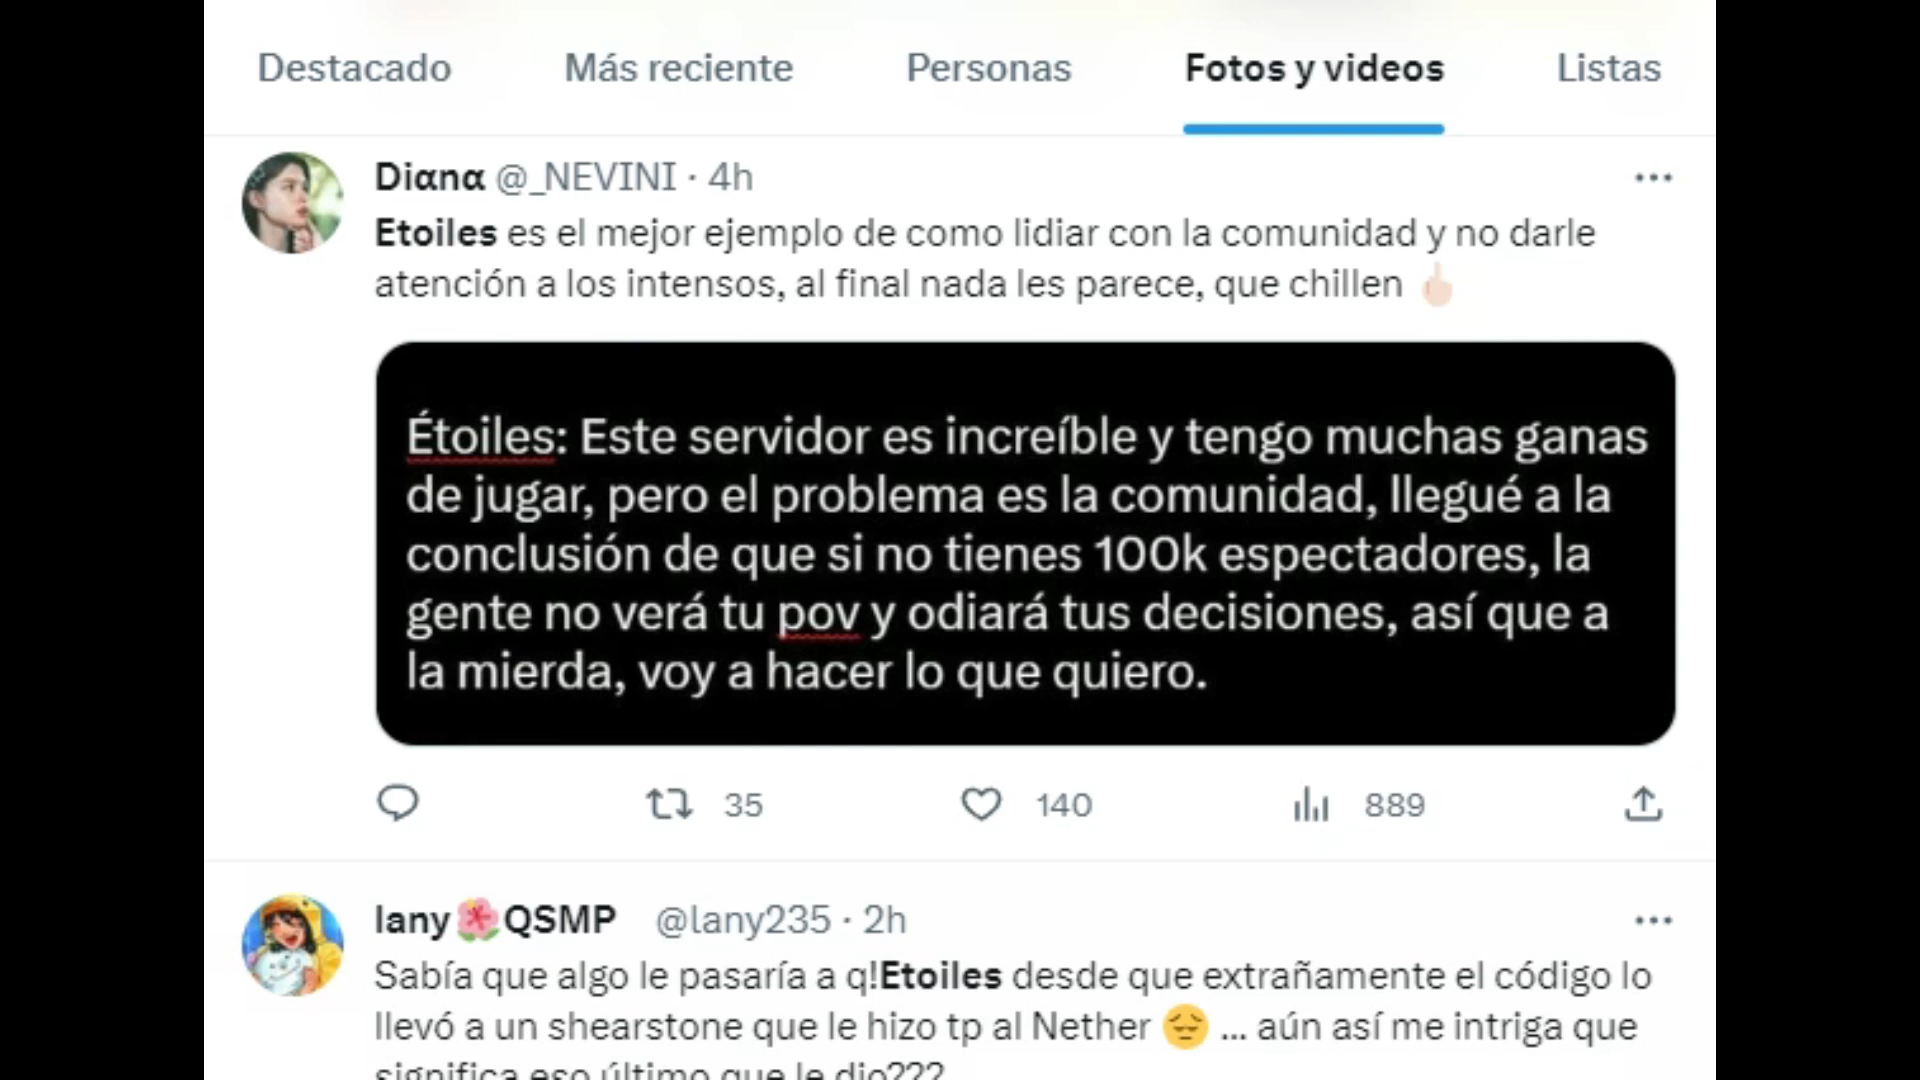 Destacado Más reciente Personas Fotos y videos Listas
Diαnα @_NEVINI · 4h
Etoiles es el mejor ejemplo de como lidiar con la comunidad y no darle
atención a los intensos, al final nada les parece, que chillen 🖕🏻
Étoiles: Este servidor es increíble y tengo muchas ganas
de jugar, pero el problema es la comunidad, llegué a la
conclusión de que si no tienes 100k espectadores, la
gente no verá tu pov y odiará tus decisiones, así que a
la mierda, voy a hacer lo que quiero.
35 140 889
lany🌺QSMP @lany235 · 2h
Sabía que algo le pasaría a q!Etoiles desde que extrañamente el código lo
llevó a un shearstone que le hizo tp al Nether 😔 ... aún así me intriga que
significa eso último que le dio???